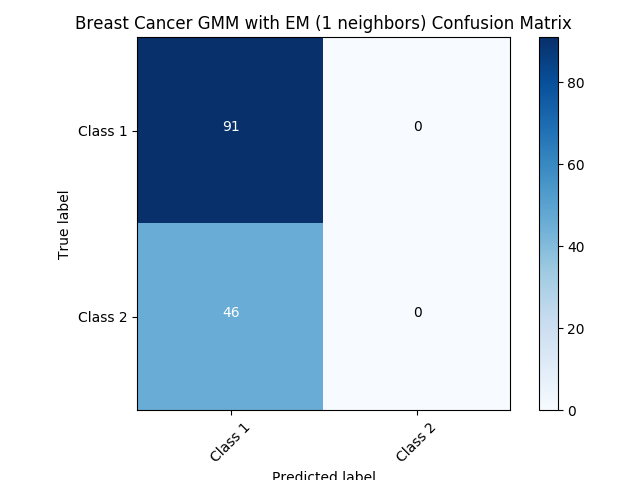 Breast Cancer GMM with EM (1 neighbors) Confusion Matrix
True label
Class 1
91
0
Class 2
46
0
Class 1
Class 2
Predicted label
80
60
40
20
0